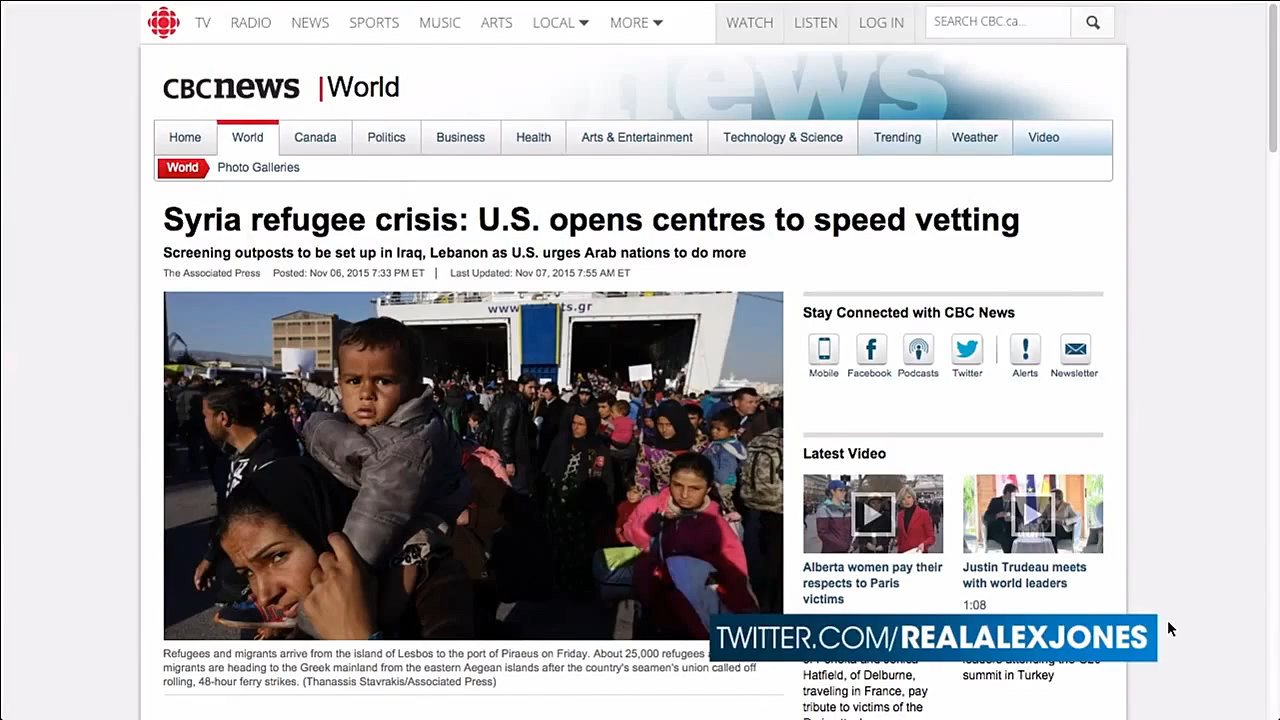 TV RADIO NEWS SPORTS MUSIC ARTS LOCAL MORE WATCH LISTEN LOG IN SEARCH CBC.ca...
news
CBCnews | World
Home World Canada Politics Business Health Arts & Entertainment Technology & Science Trending Weather Video
World Photo Galleries
Syria refugee crisis: U.S. opens centres to speed vetting
Screening outposts to be set up in Iraq, Lebanon as U.S. urges Arab nations to do more
The Associated Press Posted: Nov 06, 2015 7:33 PM ET | Last Updated: Nov 07, 2015 7:55 AM ET
Refugees and migrants arrive from the island of Lesbos to the port of Piraeus on Friday. About 25,000 refugees
migrants are heading to the Greek mainland from the eastern Aegean islands after the country's seamen's union called off
rolling, 48-hour ferry strikes. (Thanassis Stavrakis/Associated Press)
Stay Connected with CBC News
Mobile Facebook Podcasts Twitter Alerts Newsletter
Latest Video
Alberta women pay their
respects to Paris
victims
Hatfield, of Delburne,
traveling in France, pay
tribute to victims of the
Justin Trudeau meets
with world leaders
1:08
summit in Turkey
TWITTER.COM/REALALEXJONES